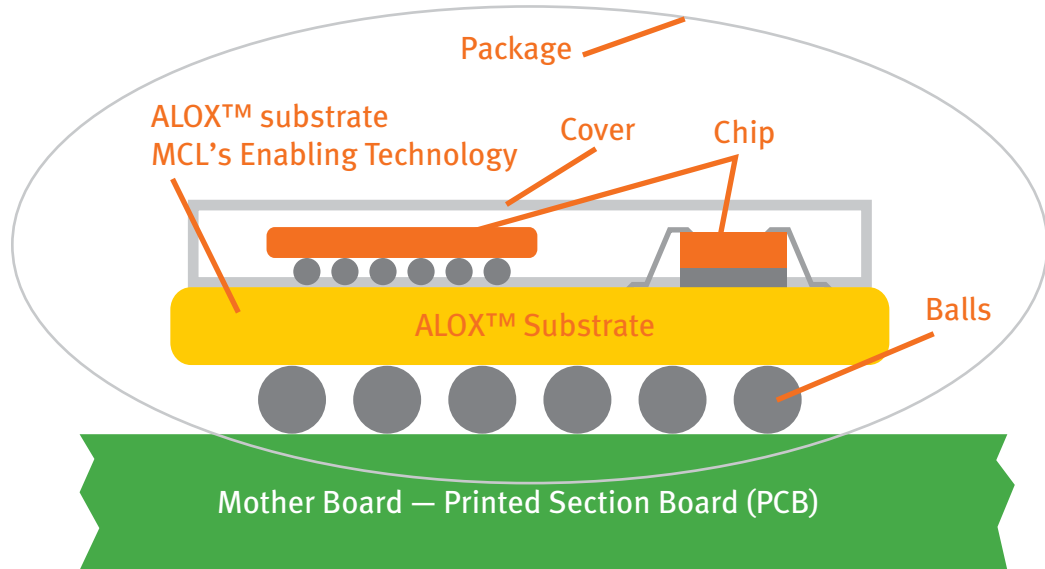 Package
ALOX™ substrate
MCL's Enabling Technology
Cover
Chip
ALOX™ Substrate
Balls
Mother Board — Printed Section Board (PCB)